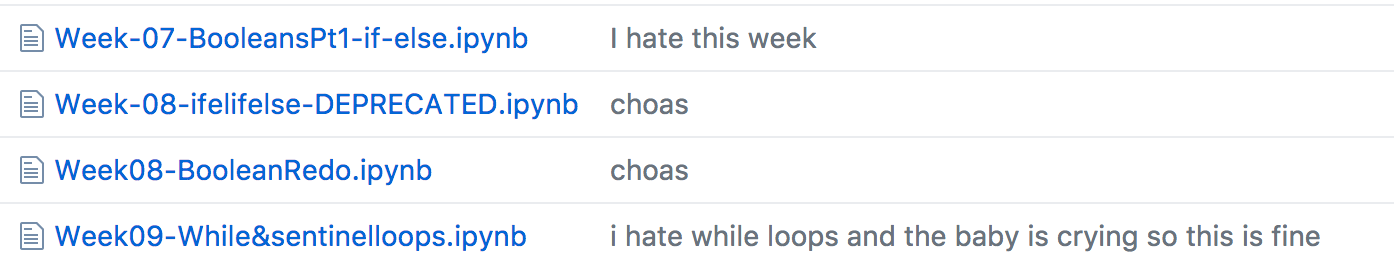 Week-07-BooleansPt1-if-else.ipynb I hate this week
Week-08-ifelifelse-DEPRECATED.ipynb choas
Week08-BooleanRedo.ipynb choas
Week09-While&sentinelloops.ipynb i hate while loops and the baby is crying so this is fine